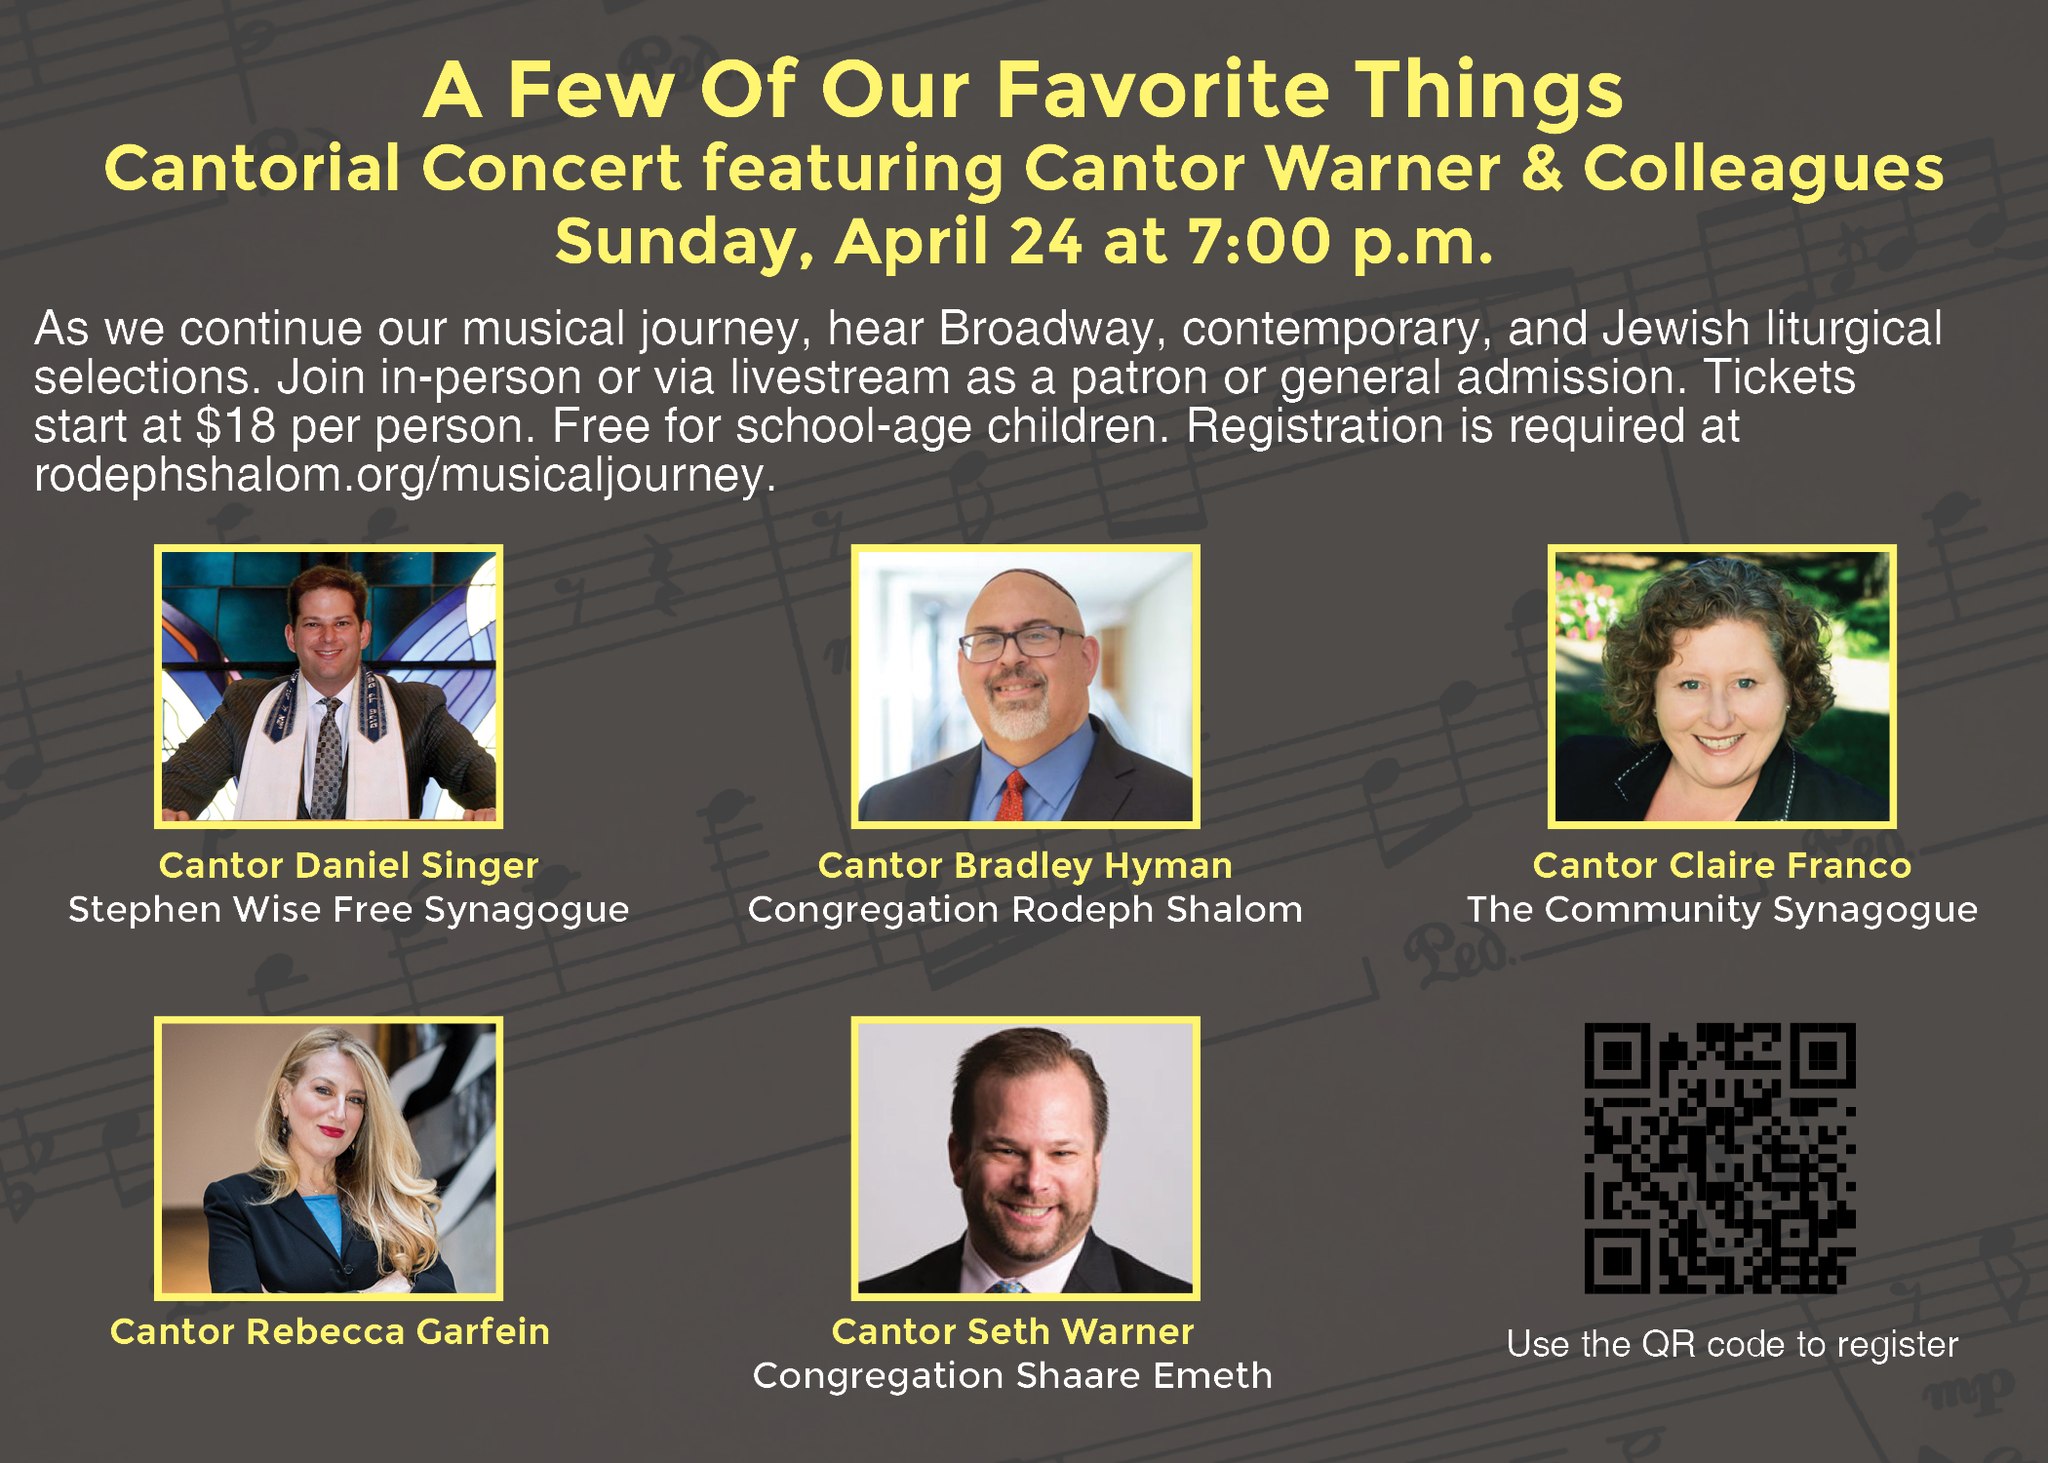 A Few Of Our Favorite Things
Cantorial Concert featuring Cantor Warner & Colleagues
Sunday, April 24 at 7:00 p.m.
As we continue our musical journey, hear Broadway, contemporary, and Jewish liturgical
selections. Join in-person or via livestream as a patron or general admission. Tickets
start at $18 per person. Free for school-age children. Registration is required at
rodephshalom.org/musicaljourney.
Cantor Daniel Singer
Stephen Wise Free Synagogue
Cantor Bradley Hyman
Congregation Rodeph Shalom
Cantor Claire Franco
The Community Synagogue
Cantor Rebecca Garfein
Cantor Seth Warner
Congregation Shaare Emeth
Use the QR code to register
Ped.
Ped.